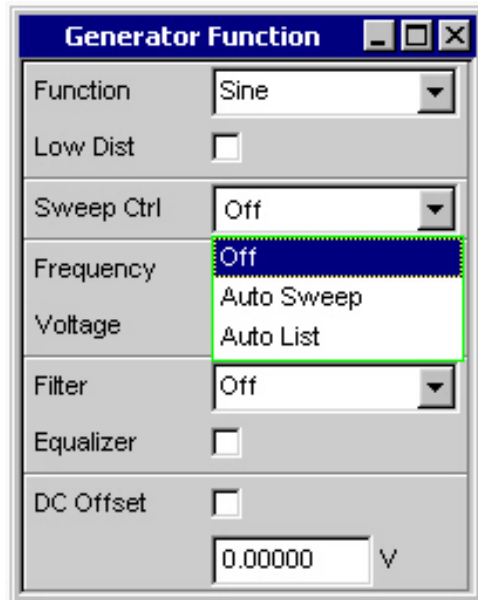 Generator Function
Function Sine
Low Dist
Sweep Ctrl Off
Frequency Off
Auto Sweep
Voltage Auto List
Filter Off
Equalizer
DC Offset
0.00000 V